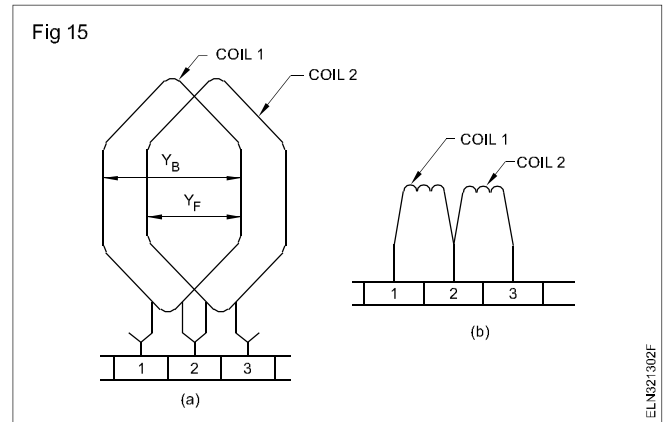 Fig 15
COIL 1
COIL 2
Y_B
Y_F
1 2 3
(a)
COIL 1
COIL 2
1 2 3
(b)
ELN321302F